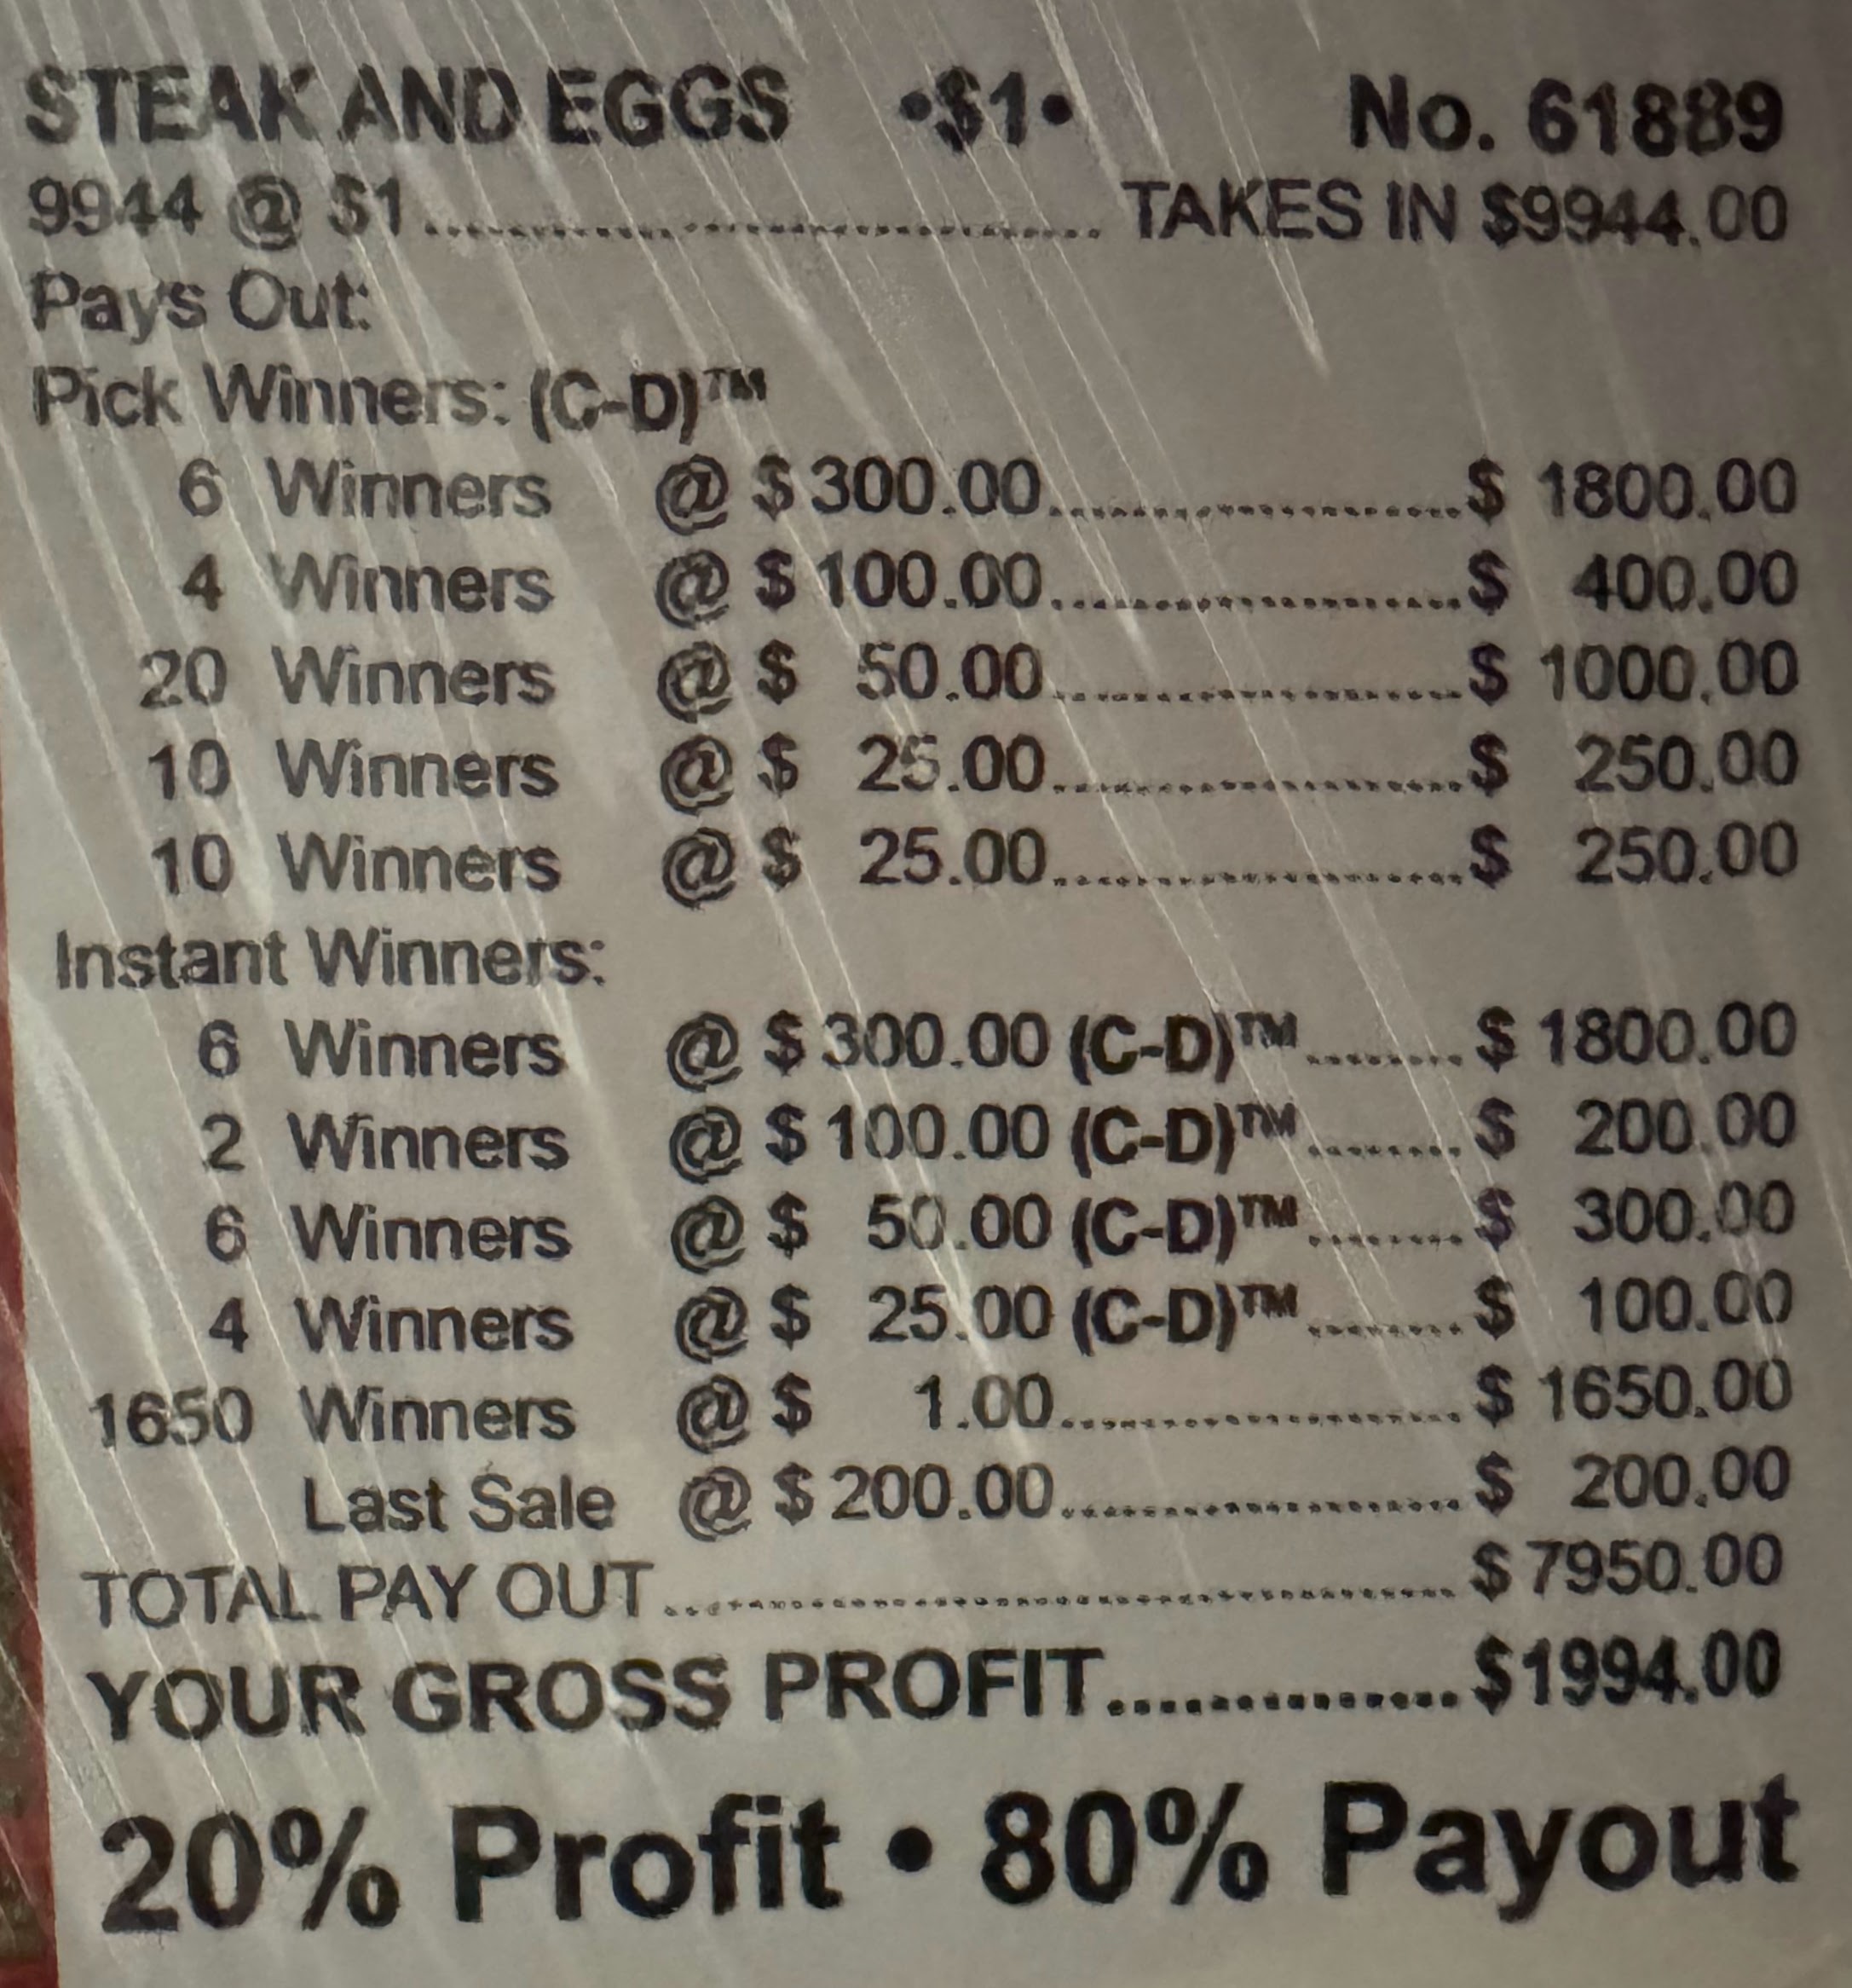 STEAK AND EGGS •$1• No. 61889
9944 @ $1........................................ TAKES IN $9944.00
Pays Out:
Pick Winners: (C-D)™
6 Winners @ $300.00........................$ 1800.00
4 Winners @ $100.00........................$ 400.00
20 Winners @ $ 50.00........................$ 1000.00
10 Winners @ $ 25.00........................$ 250.00
10 Winners @ $ 25.00........................$ 250.00
Instant Winners:
6 Winners @ $300.00 (C-D)™.........$ 1800.00
2 Winners @ $100.00 (C-D)™.........$ 200.00
6 Winners @ $ 50.00 (C-D)™.........$ 300.00
4 Winners @ $ 25.00 (C-D)™.........$ 100.00
1650 Winners @ $ 1.00........................$ 1650.00
Last Sale @ $200.00........................$ 200.00
TOTAL PAY OUT..............................................$7950.00
YOUR GROSS PROFIT..............$1994.00
20% Profit • 80% Payout